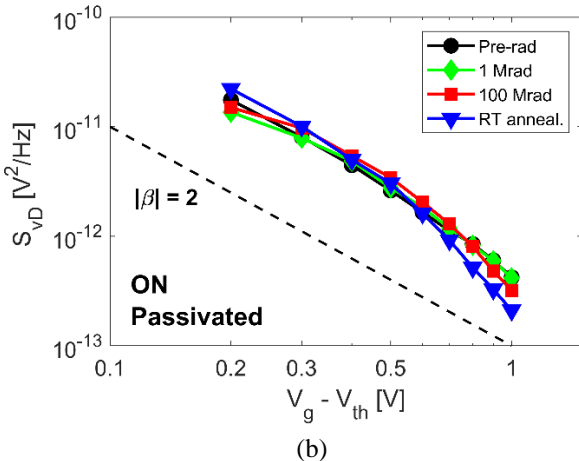 10^-10
10^-11
10^-12
10^-13
S_vD [V^2/Hz]
Pre-rad
1 Mrad
100 Mrad
RT anneal.
|β| = 2
ON
Passivated
0.1 0.2 0.3 0.5 1
V_g - V_th [V]
(b)